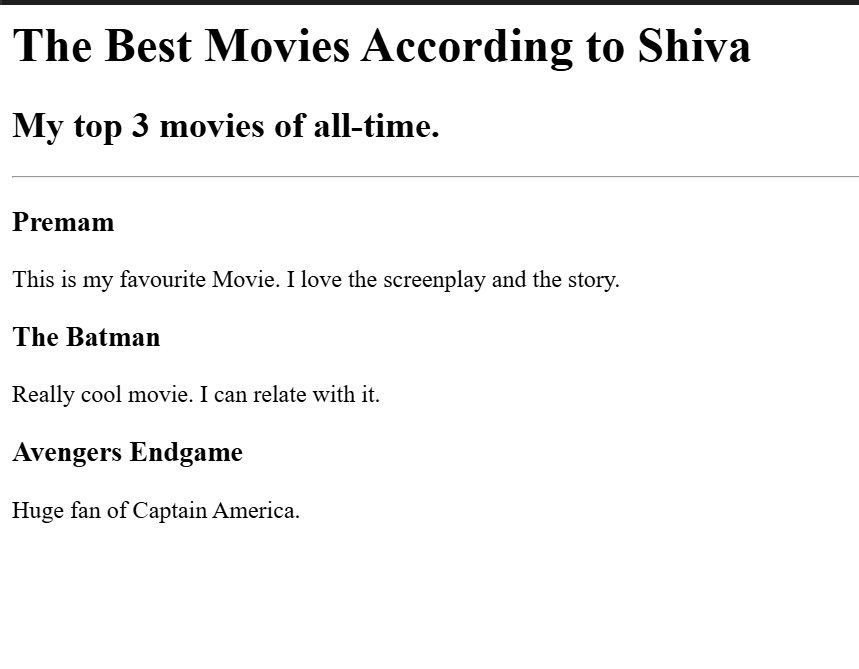 The Best Movies According to Shiva
My top 3 movies of all-time.
Premam
This is my favourite Movie. I love the screenplay and the story.
The Batman
Really cool movie. I can relate with it.
Avengers Endgame
Huge fan of Captain America.